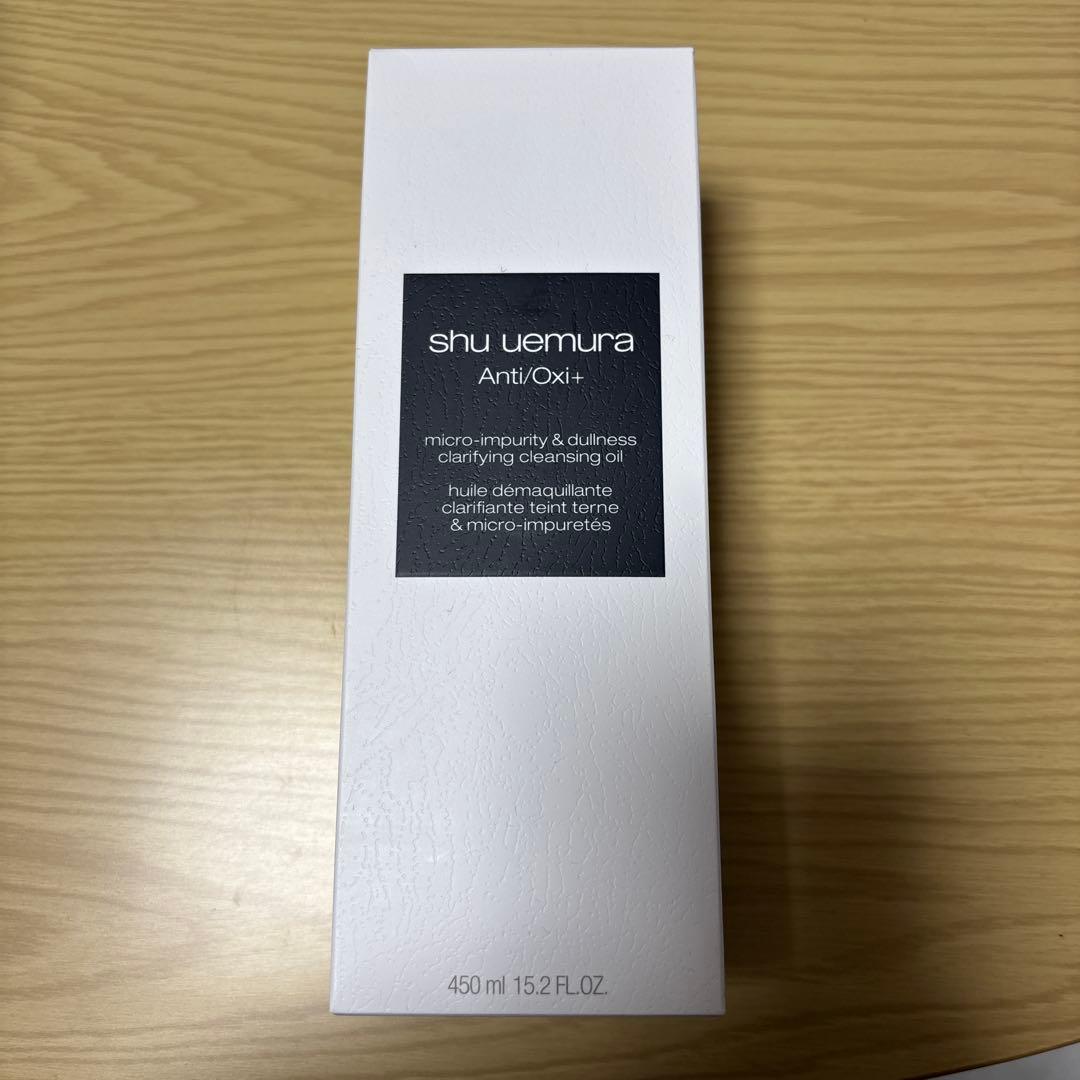 shu uemura
Anti/Oxi+
micro-impurity & dullness
clarifying cleansing oil
huile démaquillante
clarifiante teint terne
& micro-impuretés
450 ml 15.2 FL.OZ.